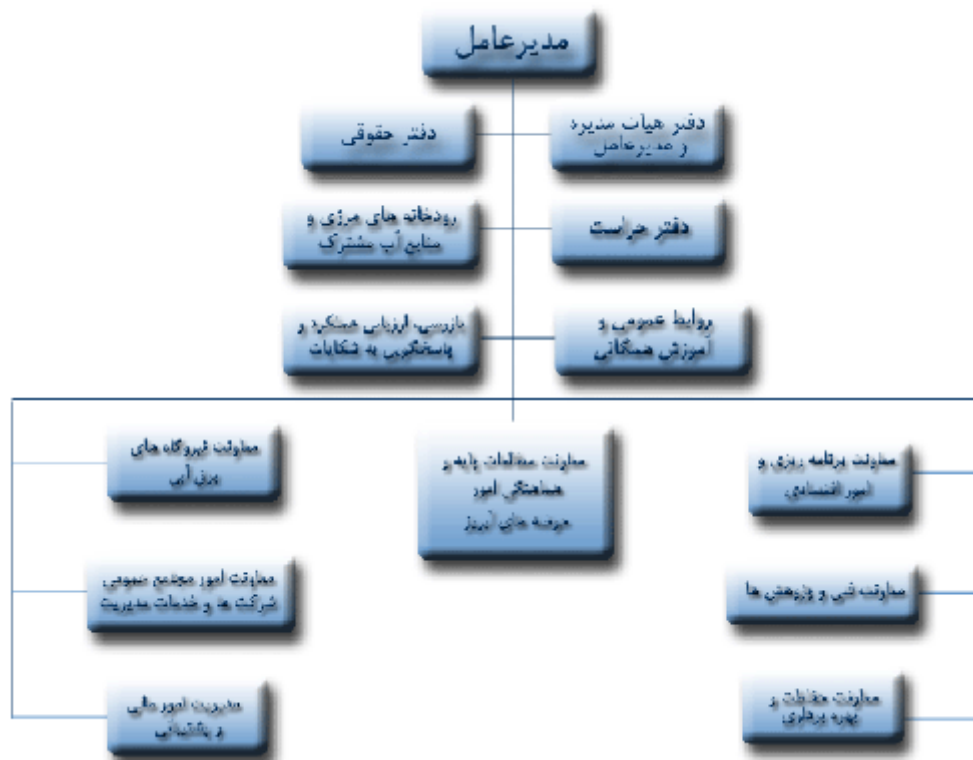 مدیرعامل
دفتر هیات مدیره
و مدیرعامل
دفتر حقوقی
دفتر حراست
رودخانه های مرزی و
منابع آب مشترک
روابط عمومی و
آموزش همگانی
بازرسی، ارزیابی عملکرد و
پاسخگویی به شکایات
معاونت برنامه ریزی و
امور اقتصادی
معاونت مطالعات پایه و
هماهنگی امور
حوضه های آبریز
معاونت نیروگاه های
برق آبی
معاونت فنی و پژوهش ها
معاونت امور مجامع عمومی
شرکت ها و خدمات مدیریت
معاونت حفاظت و
بهره برداری
مدیریت امور مالی
و پشتیبانی